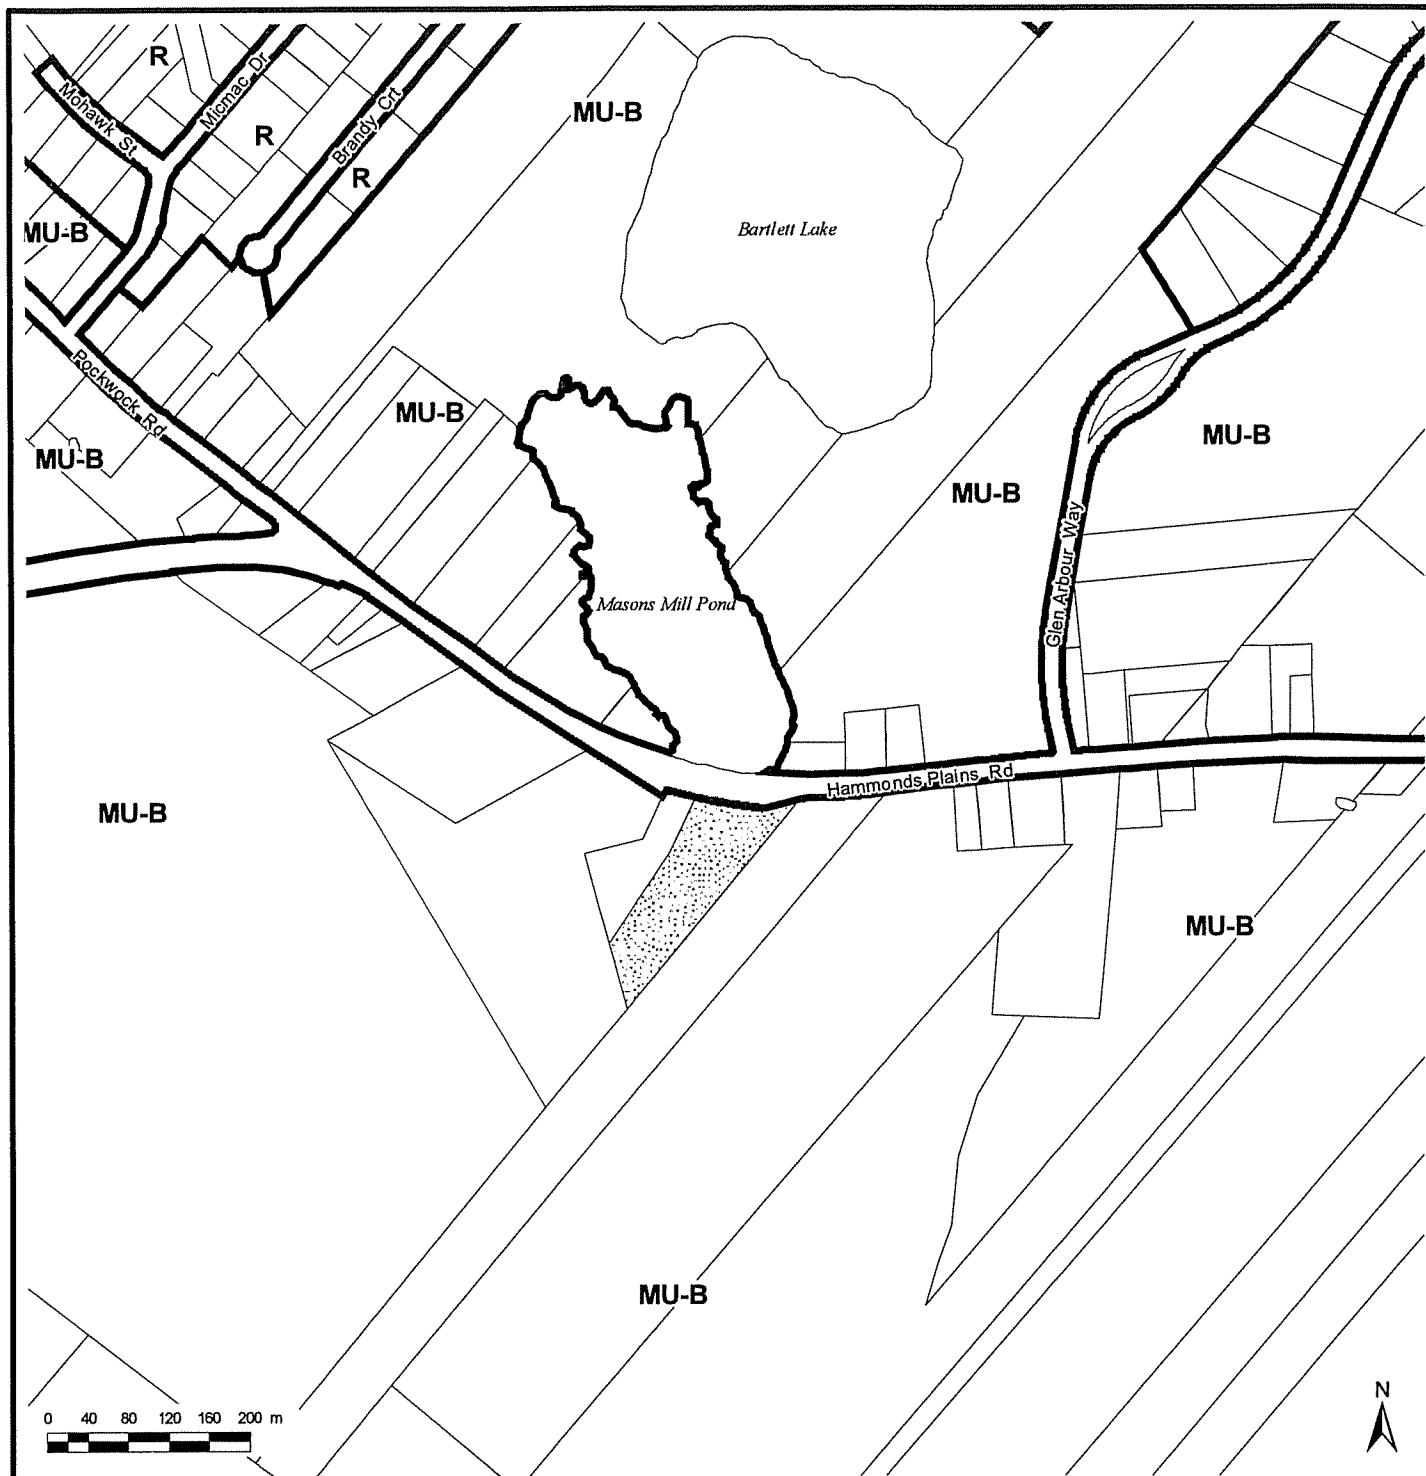 R
Mohawk St
Micmac Dr
R
Brandy Crt
R
MU-B
MU-B
Bartlett Lake
Pockwock Rd
MU-B
MU-B
MU-B
MU-B
Glen Arbour Way
Masons Mill Pond
Hammonds Plains Rd
MU-B
MU-B
MU-B
0 40 80 120 160 200 m
N